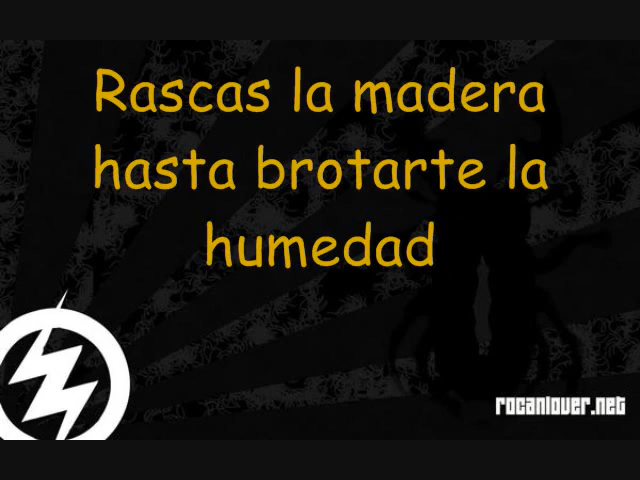 Rascas la madera
hasta brotarte la
humedad
rocanlover.net